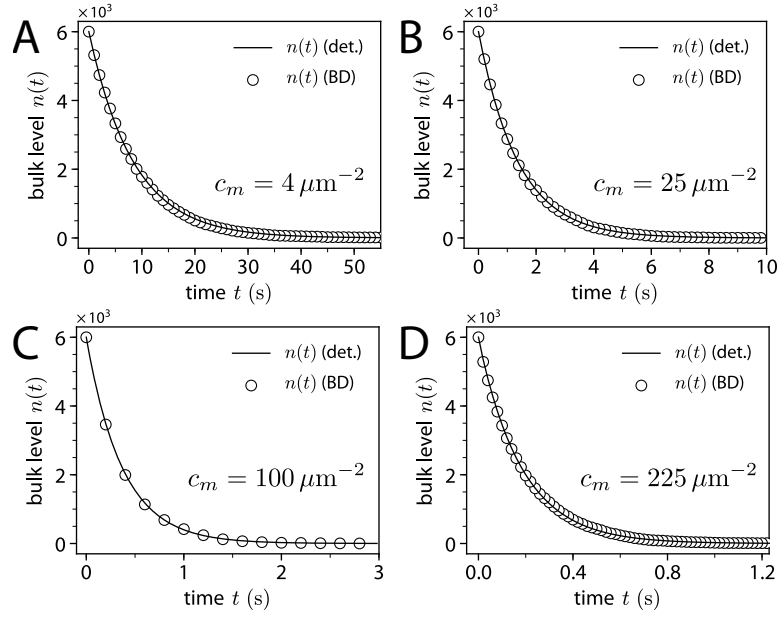 A
×10³
6
4
2
0
bulk level n(t)
n(t) (det.)
n(t) (BD)
c_m = 4 μm⁻²
0 10 20 30 40 50
time t (s)
B
×10³
6
4
2
0
bulk level n(t)
n(t) (det.)
n(t) (BD)
c_m = 25 μm⁻²
0 2 4 6 8 10
time t (s)
C
×10³
6
4
2
0
bulk level n(t)
n(t) (det.)
n(t) (BD)
c_m = 100 μm⁻²
0 1 2 3
time t (s)
D
×10³
6
4
2
0
bulk level n(t)
n(t) (det.)
n(t) (BD)
c_m = 225 μm⁻²
0.0 0.4 0.8 1.2
time t (s)